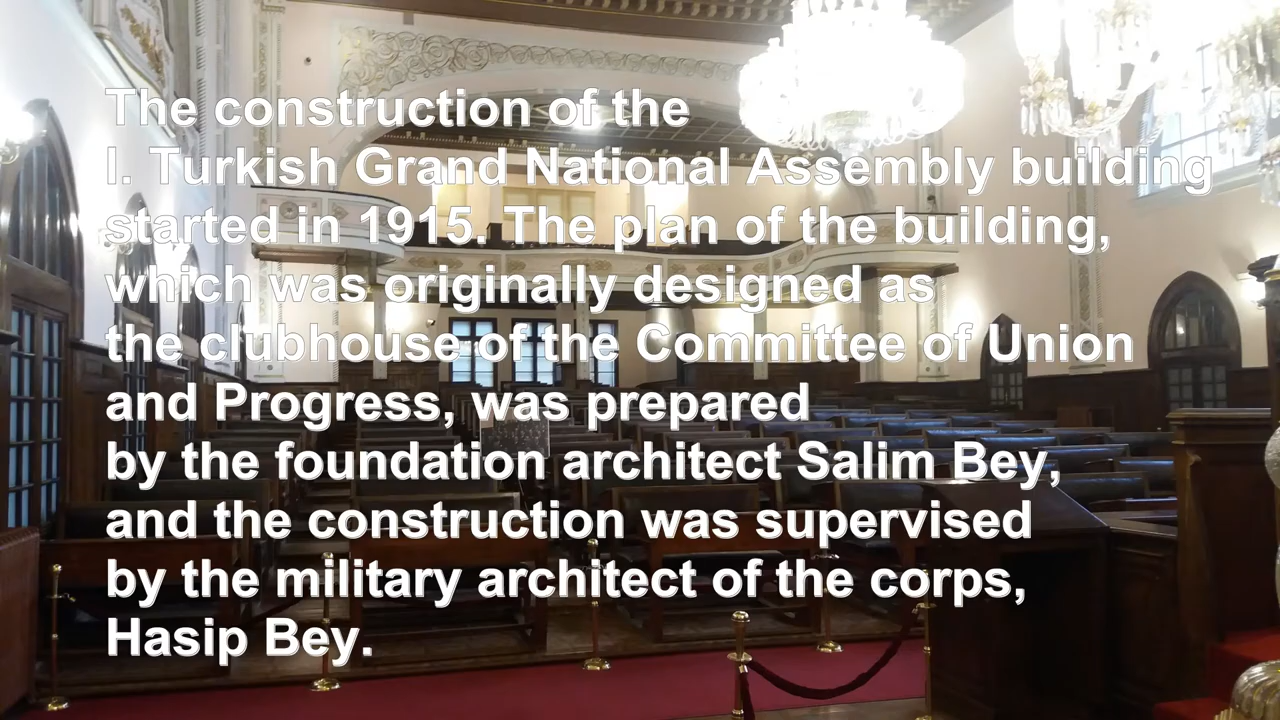 The construction of the
I. Turkish Grand National Assembly building
started in 1915. The plan of the building,
which was originally designed as
the clubhouse of the Committee of Union
and Progress, was prepared
by the foundation architect Salim Bey,
and the construction was supervised
by the military architect of the corps,
Hasip Bey.